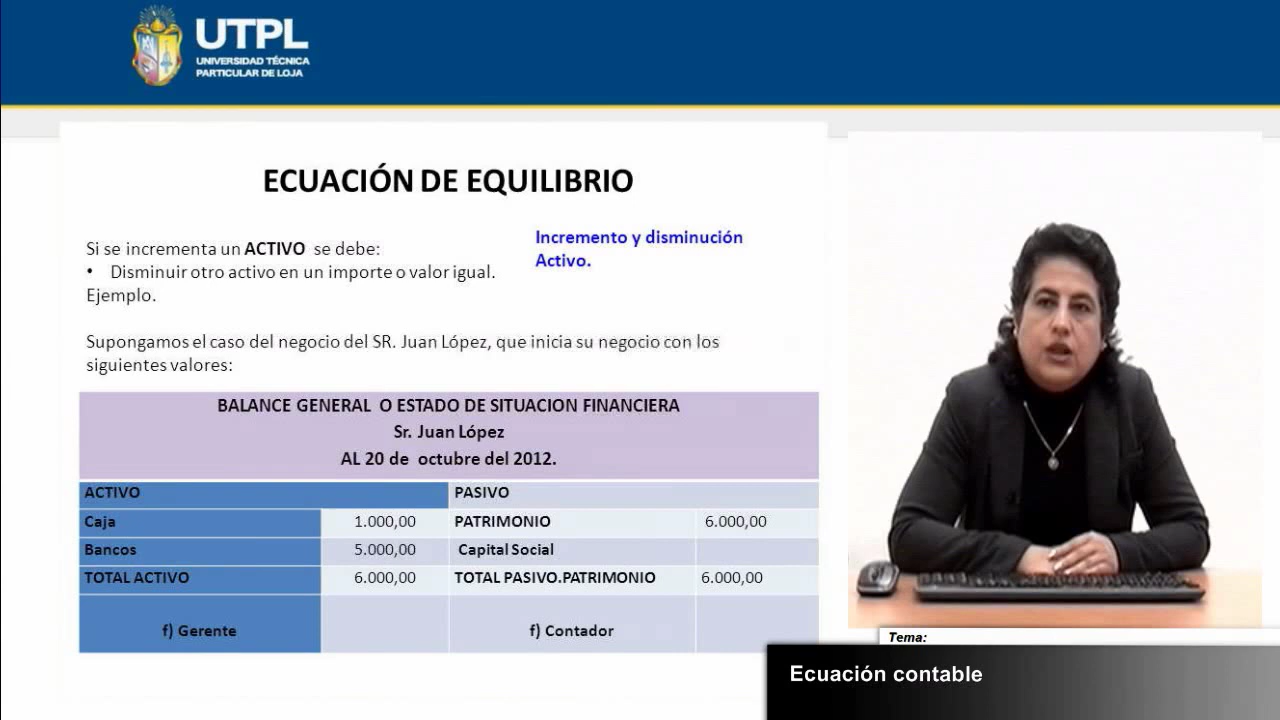 UTPL
UNIVERSIDAD TÉCNICA
PARTICULAR DE LOJA
ECUACIÓN DE EQUILIBRIO
Si se incrementa un ACTIVO se debe:
• Disminuir otro activo en un importe o valor igual.
Ejemplo.
Incremento y disminución
Activo.
Supongamos el caso del negocio del SR. Juan López, que inicia su negocio con los
siguientes valores:
BALANCE GENERAL O ESTADO DE SITUACION FINANCIERA
Sr. Juan López
AL 20 de octubre del 2012.
ACTIVO PASIVO
Caja 1.000,00 PATRIMONIO 6.000,00
Bancos 5.000,00 Capital Social
TOTAL ACTIVO 6.000,00 TOTAL PASIVO.PATRIMONIO 6.000,00
f) Gerente f) Contador
Tema:
Ecuación contable